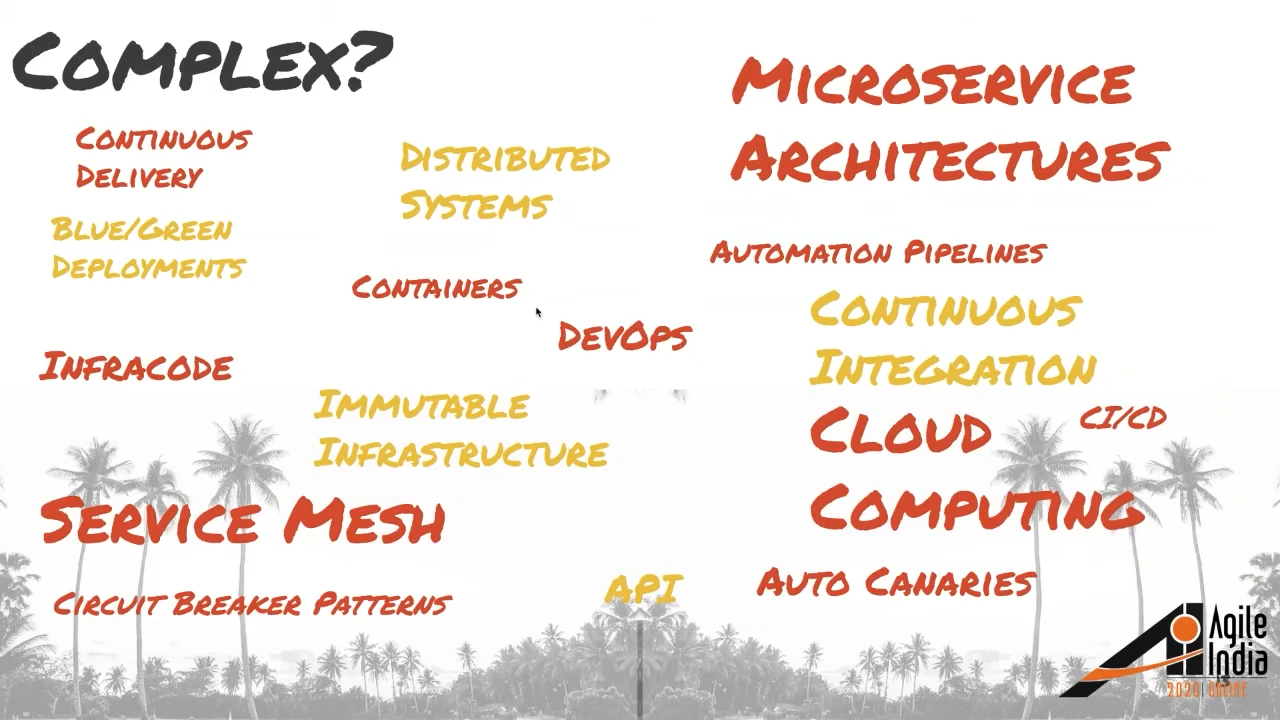 Complex?
Microservice
Architectures
Continuous
Delivery
Distributed
Systems
Blue/Green
Deployments
Automation Pipelines
Containers
Continuous
Integration
DevOps
Infracode
Immutable
Infrastructure
Cloud
CI/CD
Computing
Service Mesh
API
Auto Canaries
Circuit Breaker Patterns
Agile
India
2020 ONLINE